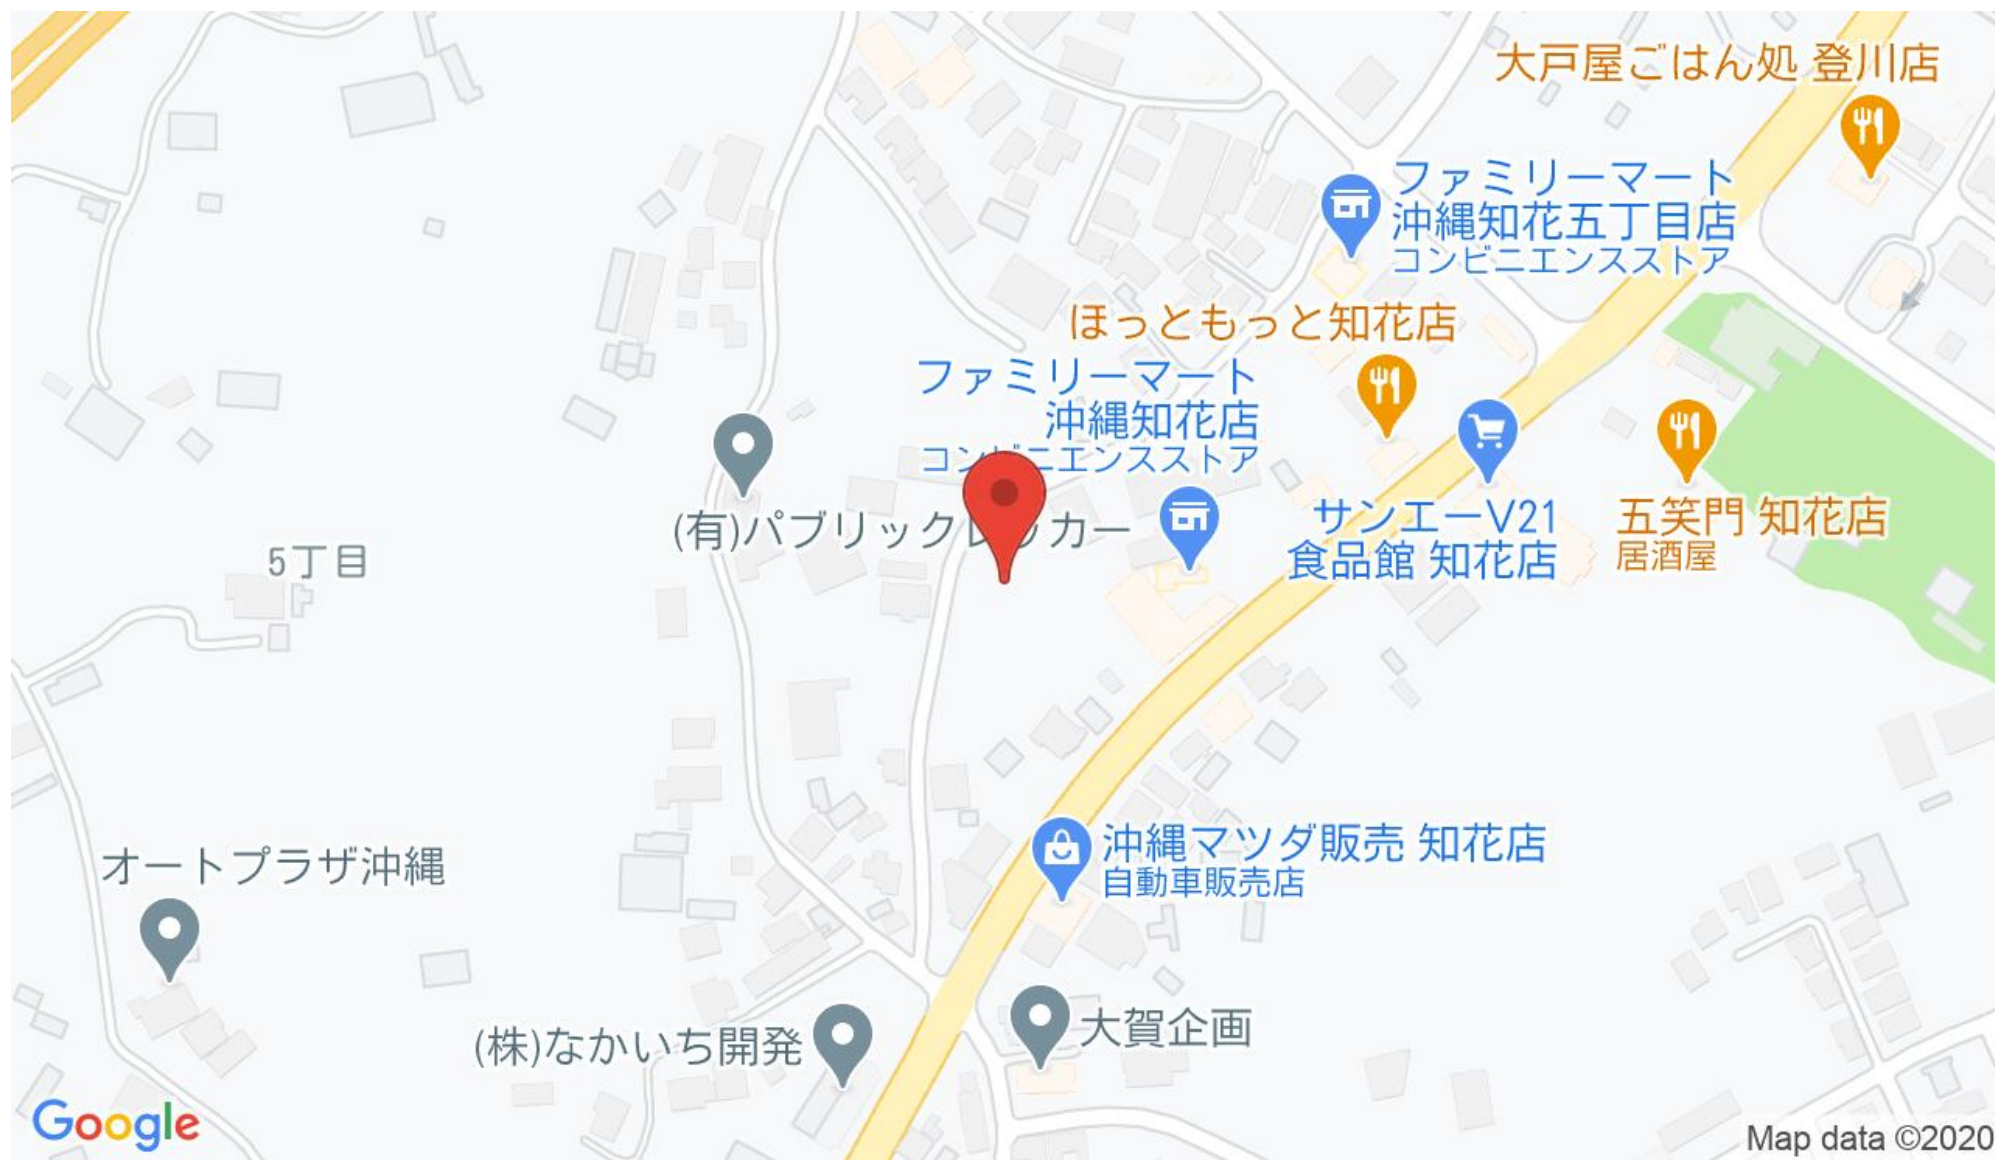 大戸屋ごはん処 登川店
ファミリーマート
沖縄知花五丁目店
コンビニエンスストア
ほっともっと知花店
ファミリーマート
沖縄知花店
コンビニエンスストア
(有)パブリックレッカー
サンエーV21
食品館 知花店
五笑門 知花店
居酒屋
5丁目
沖縄マツダ販売 知花店
自動車販売店
オートプラザ沖縄
(株)なかいち開発
大賀企画
Google
Map data ©2020